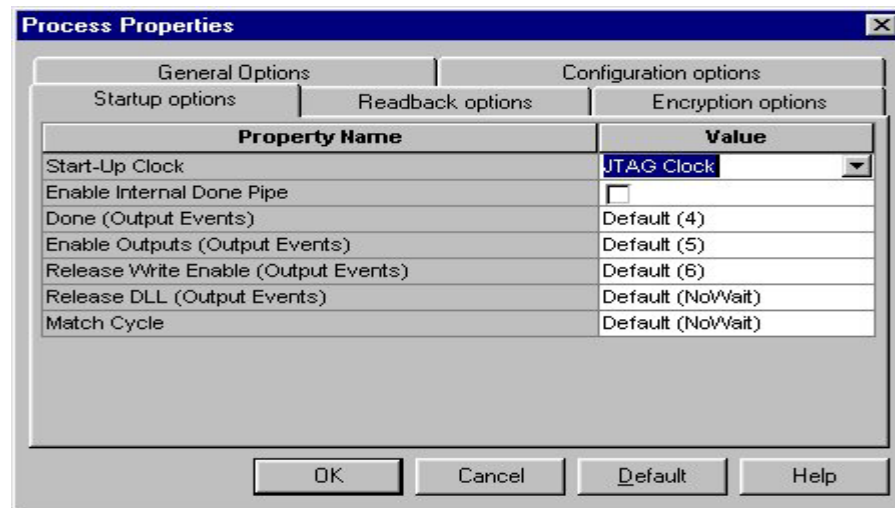 Process Properties
General Options Configuration options
Startup options Readback options Encryption options
Property Name Value
Start-Up Clock JTAG Clock
Enable Internal Done Pipe
Done (Output Events) Default (4)
Enable Outputs (Output Events) Default (5)
Release Write Enable (Output Events) Default (6)
Release DLL (Output Events) Default (NoWait)
Match Cycle Default (NoWait)
OK Cancel Default Help